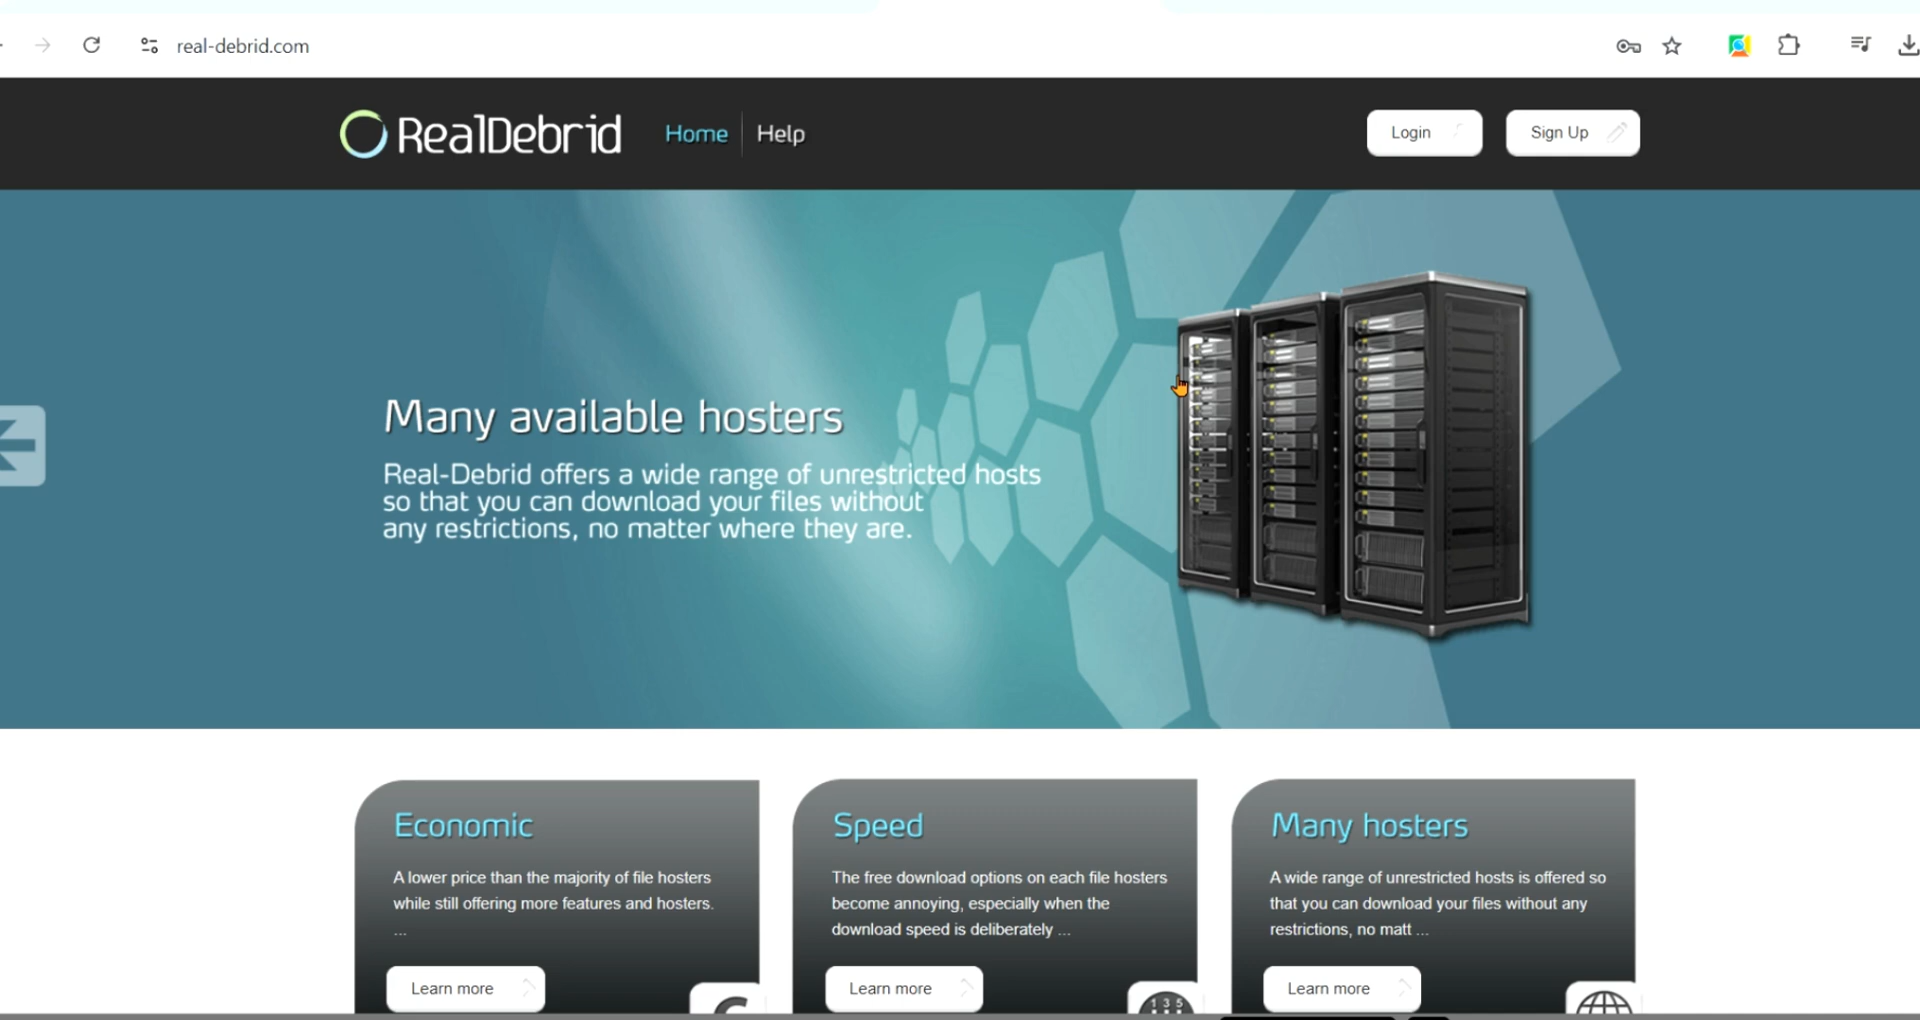 real-debrid.com
RealDebrid
Home
Help
Login
Sign Up
Many available hosters
Real-Debrid offers a wide range of unrestricted hosts
so that you can download your files without
any restrictions, no matter where they are.
Economic
A lower price than the majority of file hosters
while still offering more features and hosters.
...
Learn more
Speed
The free download options on each file hosters
become annoying, especially when the
download speed is deliberately ...
Learn more
1 3 5
Many hosters
A wide range of unrestricted hosts is offered so
that you can download your files without any
restrictions, no matt ...
Learn more